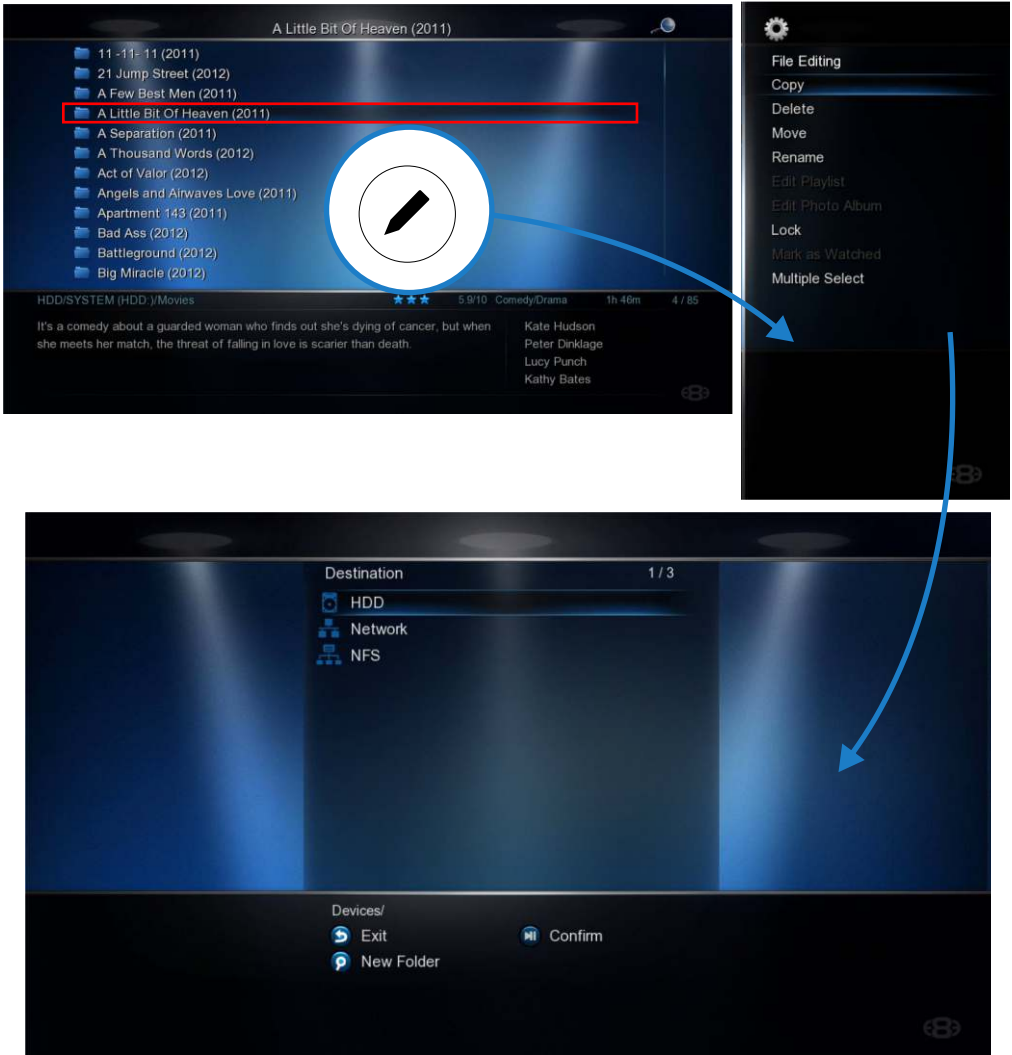 A Little Bit Of Heaven (2011)
11 -11- 11 (2011)
21 Jump Street (2012)
A Few Best Men (2011)
A Little Bit Of Heaven (2011)
A Separation (2011)
A Thousand Words (2012)
Act of Valor (2012)
Angels and Airwaves Love (2011)
Apartment 143 (2011)
Bad Ass (2012)
Battleground (2012)
Big Miracle (2012)
HDD/SYSTEM (HDD:)/Movies 5.9/10 Comedy/Drama 1h 46m 4 / 85
It's a comedy about a guarded woman who finds out she's dying of cancer, but when
she meets her match, the threat of falling in love is scarier than death.
Kate Hudson
Peter Dinklage
Lucy Punch
Kathy Bates
File Editing
Copy
Delete
Move
Rename
Edit Playlist
Edit Photo Album
Lock
Mark as Watched
Multiple Select
Destination 1 / 3
HDD
Network
NFS
Devices/
Exit Confirm
New Folder